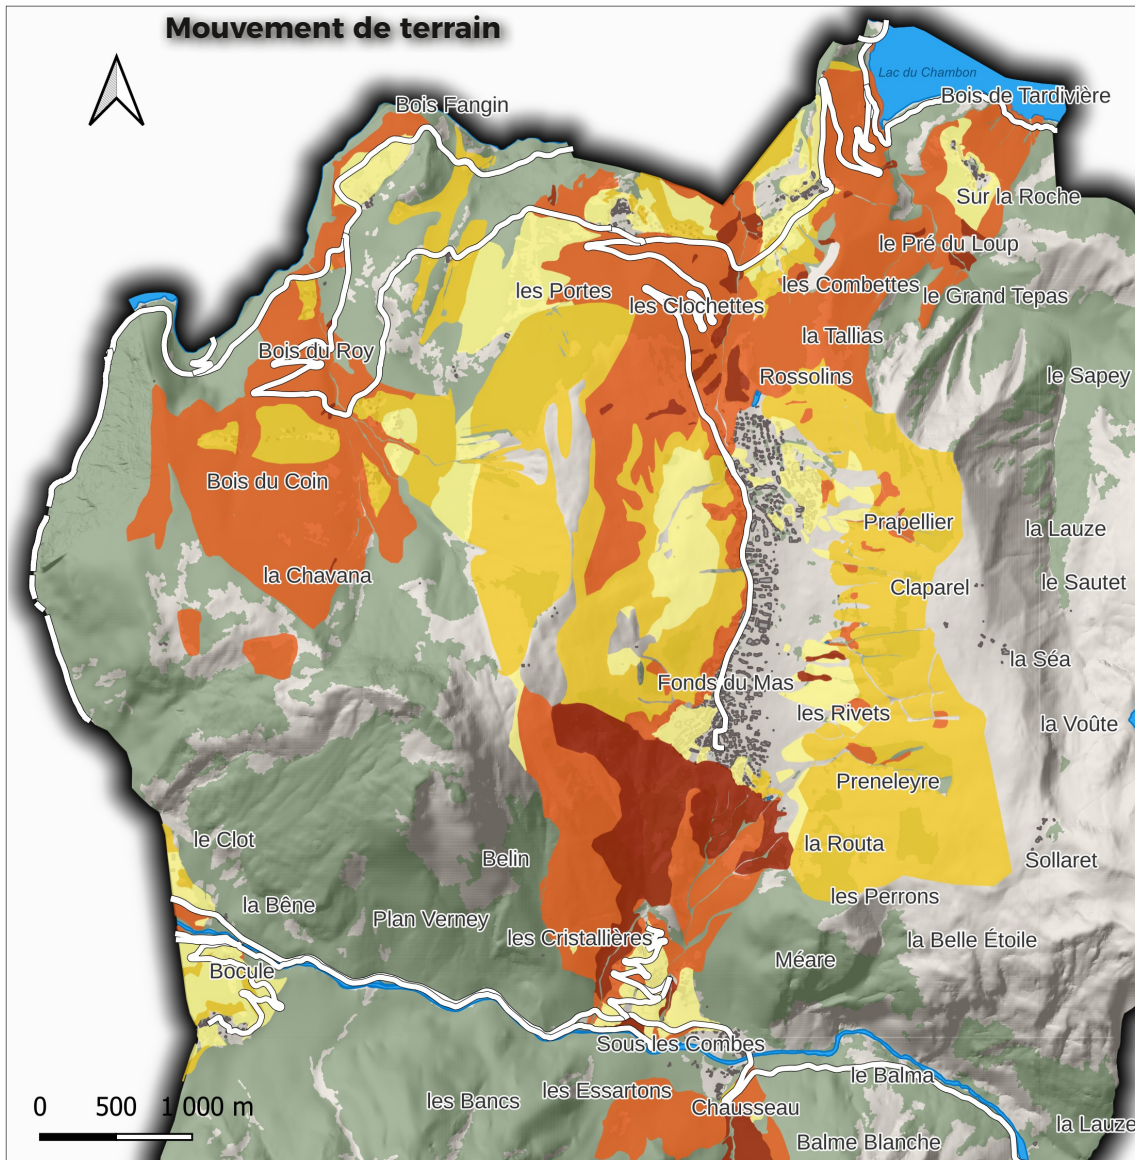 Mouvement de terrain
Lac du Chambon
Bois de Tardivière
Bois Fangin
Sur la Roche
le Pré du Loup
les Combettes
les Portes
le Grand Tepas
les Clochettes
la Tallias
Bois du Roy
Rossolins
le Sapey
Bois du Coin
Prapellier
la Lauze
la Chavana
Claparel
le Sautet
la Séa
Fonds du Mas
les Rivets
la Voûte
Preneleyre
le Clot
la Routa
Belin
Sollaret
les Perrons
la Bêne
Plan Verney
les Cristallières
la Belle Étoile
Méare
Bocule
Sous les Combes
le Balma
les Essartons
les Bancs
Chausseau
0 500 1 000 m
la Lauze
Balme Blanche